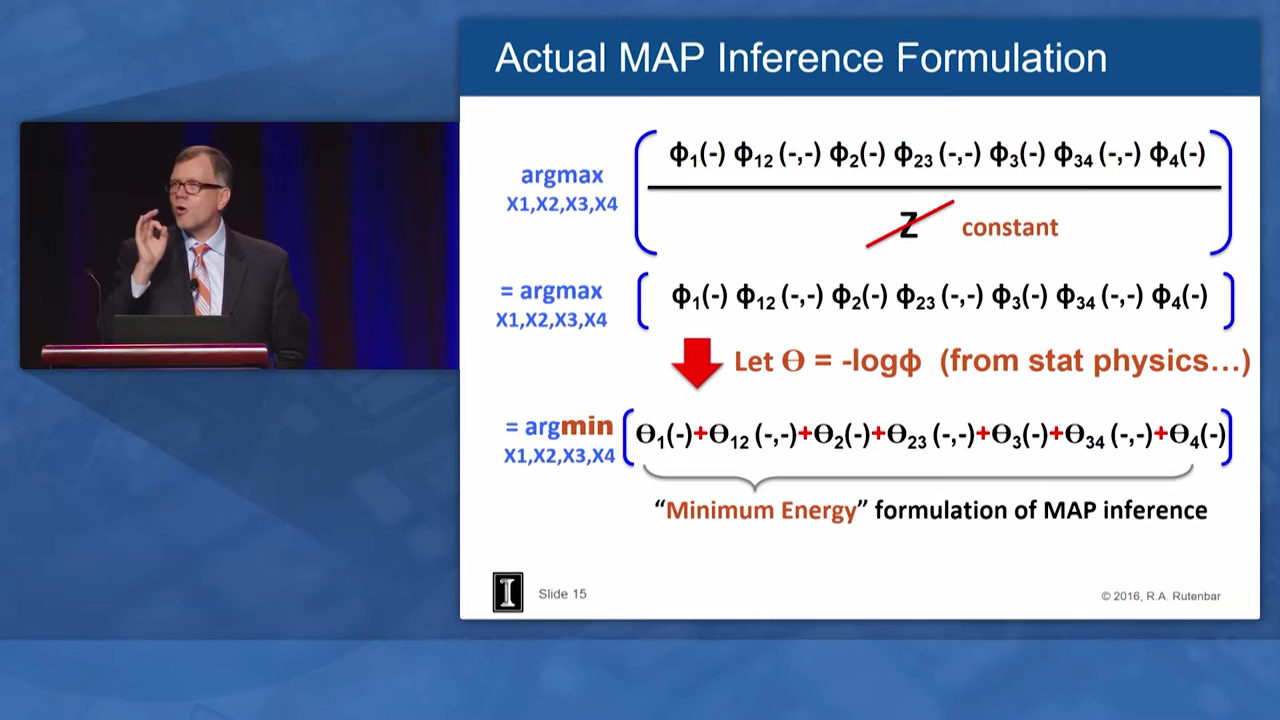 Actual MAP Inference Formulation
argmax
X1,X2,X3,X4
ϕ1(-) ϕ12 (-,-) ϕ2(-) ϕ23 (-,-) ϕ3(-) ϕ34 (-,-) ϕ4(-)
Z constant
= argmax
X1,X2,X3,X4
ϕ1(-) ϕ12 (-,-) ϕ2(-) ϕ23 (-,-) ϕ3(-) ϕ34 (-,-) ϕ4(-)
Let Θ = -logϕ (from stat physics…)
= argmin
X1,X2,X3,X4
Θ1(-)+Θ12 (-,-)+Θ2(-)+Θ23 (-,-)+Θ3(-)+Θ34 (-,-)+Θ4(-)
“Minimum Energy” formulation of MAP inference
I
Slide 15
© 2016, R.A. Rutenbar